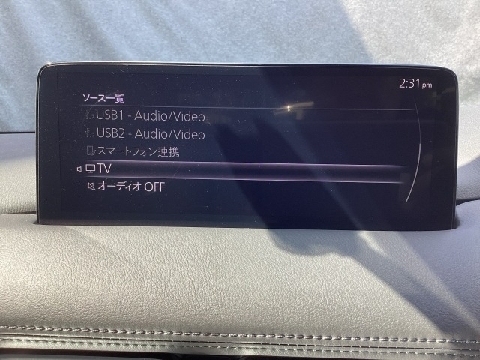 2:31 pm
ソース一覧
USB1 - Audio/Video
USB2 - Audio/Video
スマートフォン連携
TV
オーディオ OFF